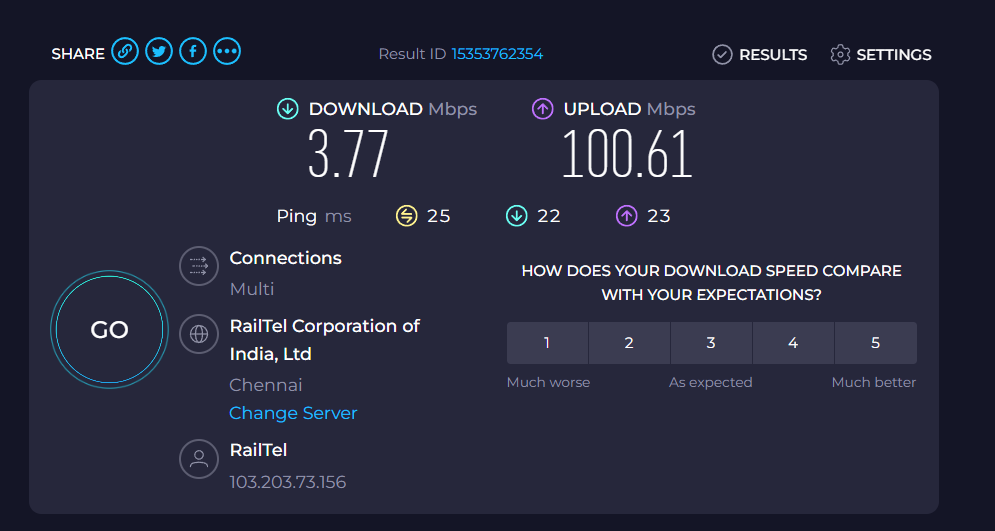 SHARE
Result ID 15353762354
RESULTS
SETTINGS
DOWNLOAD Mbps
3.77
UPLOAD Mbps
100.61
Ping ms 25 22 23
GO
Connections
Multi
RailTel Corporation of
India, Ltd
Chennai
Change Server
RailTel
103.203.73.156
HOW DOES YOUR DOWNLOAD SPEED COMPARE
WITH YOUR EXPECTATIONS?
1 2 3 4 5
Much worse As expected Much better